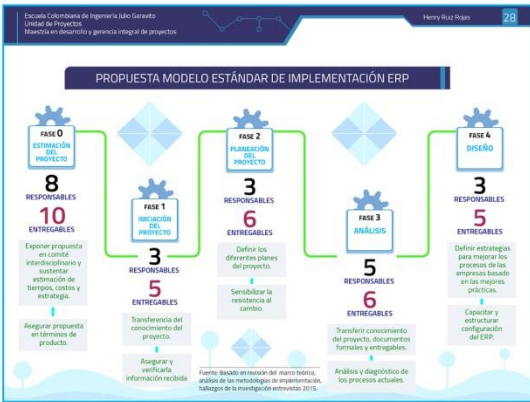 Escuela Colombiana de Ingeniería Julio Garavito
Unidad de Proyectos
Maestría en desarrollo y gerencia integral de proyectos
Henry Ruiz Rojas
28
PROPUESTA MODELO ESTÁNDAR DE IMPLEMENTACIÓN ERP
FASE 0
ESTIMACIÓN
DEL
PROYECTO
8
RESPONSABLES
10
ENTREGABLES
Exponer propuesta
en comité
interdisciplinario y
sustentar
estimación de
tiempos, costos y
estrategia.
Asegurar propuesta
en términos de
producto.
FASE 1
INICIACIÓN
DEL
PROYECTO
3
RESPONSABLES
5
ENTREGABLES
Transferencia del
conocimiento del
proyecto.
Asegurar y
verificarla
información recibida
FASE 2
PLANEACIÓN
DEL
PROYECTO
3
RESPONSABLES
6
ENTREGABLES
Definir los
diferentes planes
del proyecto.
Sensibilizar la
resistencia al
cambio.
Fuente: Basado en revisión del marco teórico,
análisis de las metodologías de implementación,
hallazgos de la investigación entrevistas 2015.
FASE 3
ANÁLISIS
5
RESPONSABLES
6
ENTREGABLES
Transferir conocimiento
del proyecto, documentos
formales y entregables.
Análisis y diagnóstico de
los procesos actuales.
FASE 4
DISEÑO
3
RESPONSABLES
5
ENTREGABLES
Definir estrategias
para mejorar los
procesos de las
empresas basado
en las mejores
prácticas.
Capacitar y
estructurar
configuración
del ERP.